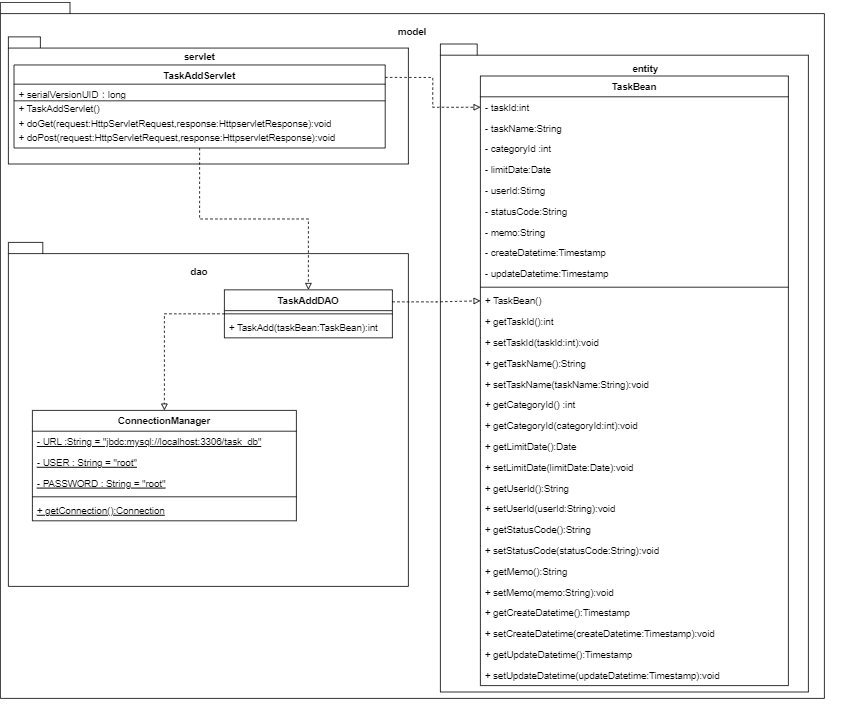 model
servlet
TaskAddServlet
+ serialVersionUID : long
+ TaskAddServlet()
+ doGet(request:HttpServletRequest,response:HttpservletResponse):void
+ doPost(request:HttpServletRequest,response:HttpservletResponse):void
dao
TaskAddDAO
+ TaskAdd(taskBean:TaskBean):int
ConnectionManager
- URL :String = "jbdc:mysql://localhost:3306/task_db"
- USER : String = "root"
- PASSWORD : String = "root"
+ getConnection():Connection
entity
TaskBean
- taskId:int
- taskName:String
- categoryId :int
- limitDate:Date
- userId:Stirng
- statusCode:String
- memo:String
- createDatetime:Timestamp
- updateDatetime:Timestamp
+ TaskBean()
+ getTaskId():int
+ setTaskId(taskId:int):void
+ getTaskName():String
+ setTaskName(taskName:String):void
+ getCategoryId() :int
+ getCategoryId(categoryId:int):void
+ getLimitDate():Date
+ setLimitDate(limitDate:Date):void
+ getUserId():String
+ setUserId(userId:String):void
+ getStatusCode():String
+ setStatusCode(statusCode:String):void
+ getMemo():String
+ setMemo(memo:String):void
+ getCreateDatetime():Timestamp
+ setCreateDatetime(createDatetime:Timestamp):void
+ getUpdateDatetime():Timestamp
+ setUpdateDatetime(updateDatetime:Timestamp):void